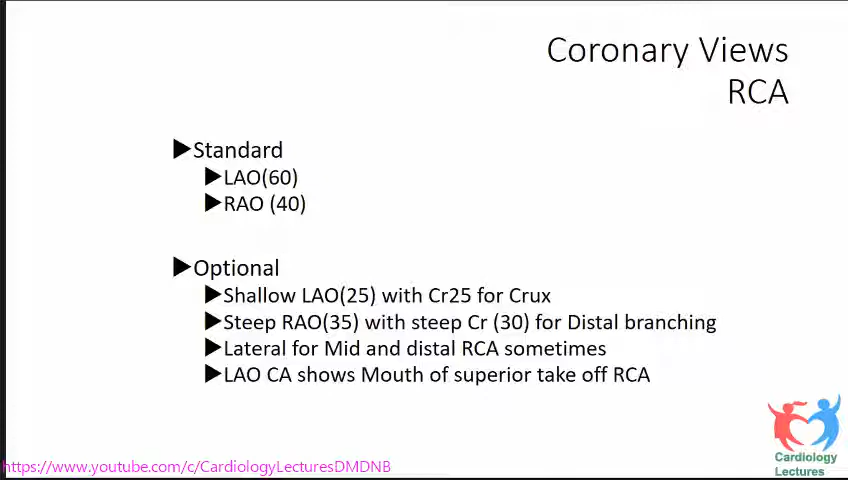 Coronary Views
RCA
▶Standard
▶LAO(60)
▶RAO (40)
▶Optional
▶Shallow LAO(25) with Cr25 for Crux
▶Steep RAO(35) with steep Cr (30) for Distal branching
▶Lateral for Mid and distal RCA sometimes
▶LAO CA shows Mouth of superior take off RCA
https://www.youtube.com/c/CardiologyLecturesDMDNB
Cardiology
Lectures